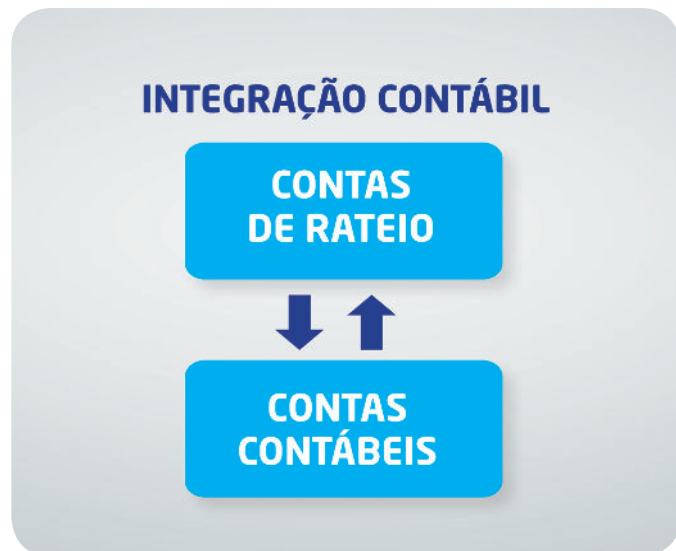 INTEGRAÇÃO CONTÁBIL
CONTAS
DE RATEIO
CONTAS
CONTÁBEIS